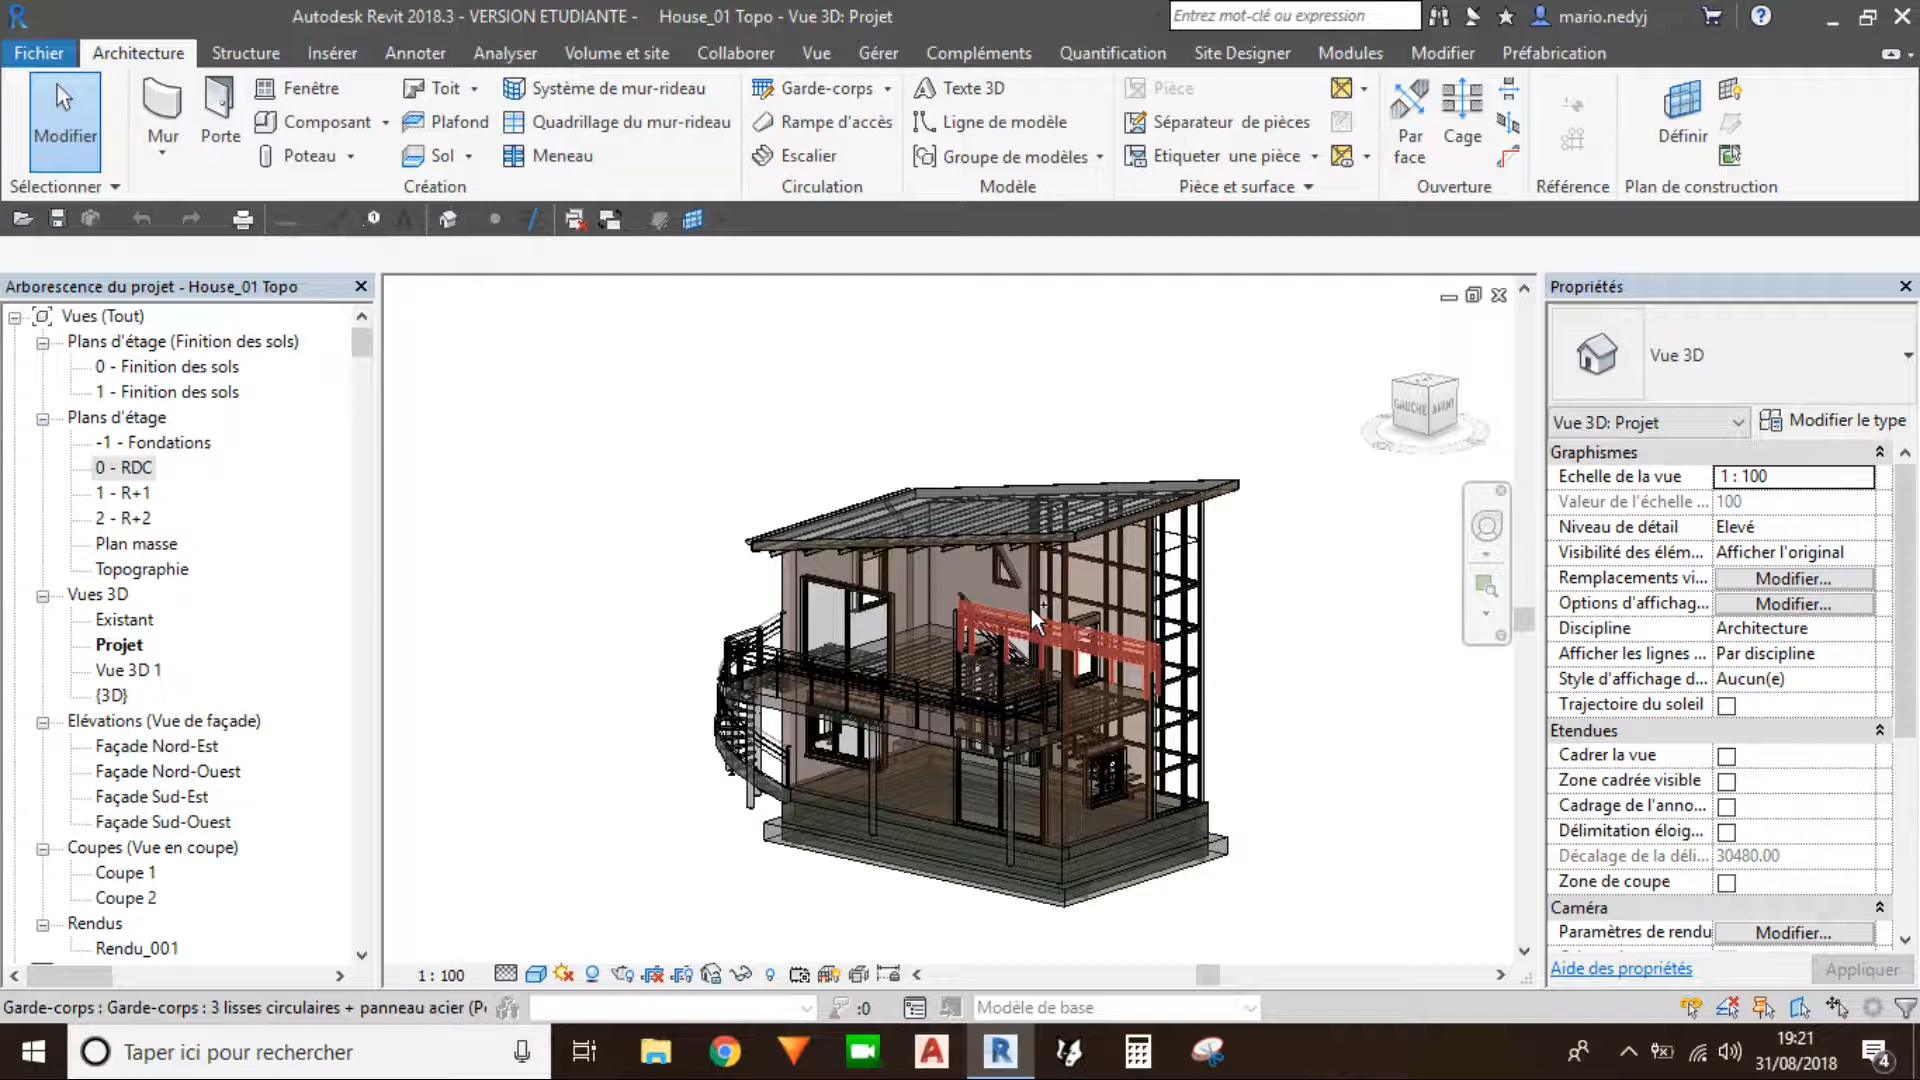 Autodesk Revit 2018.3 - VERSION ETUDIANTE - House_01 Topo - Vue 3D: Projet
Entrez mot-clé ou expression
mario.nedyj
Fichier Architecture Structure Insérer Annoter Analyser Volume et site Collaborer Vue Gérer Compléments Quantification Site Designer Modules Modifier Préfabrication
Modifier
Sélectionner
Mur
Porte
Fenêtre
Composant
Poteau
Toit
Plafond
Sol
Système de mur-rideau
Quadrillage du mur-rideau
Meneau
Création
Garde-corps
Rampe d'accès
Escalier
Circulation
Texte 3D
Ligne de modèle
Groupe de modèles
Modèle
Pièce
Séparateur de pièces
Etiqueter une pièce
Pièce et surface
Par
face
Cage
Ouverture
Référence
Définir
Plan de construction
Arborescence du projet - House_01 Topo
Vues (Tout)
Plans d'étage (Finition des sols)
0 - Finition des sols
1 - Finition des sols
Plans d'étage
-1 - Fondations
0 - RDC
1 - R+1
2 - R+2
Plan masse
Topographie
Vues 3D
Existant
Projet
Vue 3D 1
{3D}
Elévations (Vue de façade)
Façade Nord-Est
Façade Nord-Ouest
Façade Sud-Est
Façade Sud-Ouest
Coupes (Vue en coupe)
Coupe 1
Coupe 2
Rendus
Rendu_001
GAUCHE AVANT
1 : 100
Propriétés
Vue 3D
Vue 3D: Projet
Modifier le type
Graphismes
Echelle de la vue 1 : 100
Valeur de l'échelle ... 100
Niveau de détail Elevé
Visibilité des élém... Afficher l'original
Remplacements vi... Modifier...
Options d'affichag... Modifier...
Discipline Architecture
Afficher les lignes ... Par discipline
Style d'affichage d... Aucun(e)
Trajectoire du soleil
Etendues
Cadrer la vue
Zone cadrée visible
Cadrage de l'anno...
Délimitation éloig...
Décalage de la déli... 30480.00
Zone de coupe
Caméra
Paramètres de rendu Modifier...
Aide des propriétés
Appliquer
Garde-corps : Garde-corps : 3 lisses circulaires + panneau acier (P
:0
Modèle de base
Taper ici pour rechercher
19:21
31/08/2018
4